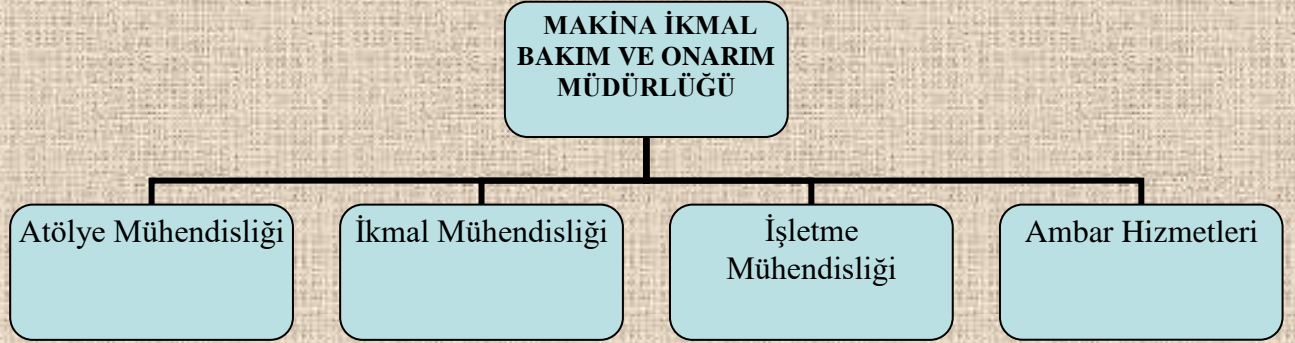 MAKİNA İKMAL
BAKIM VE ONARIM
MÜDÜRLÜĞÜ
Atölye Mühendisliği
İkmal Mühendisliği
İşletme
Mühendisliği
Ambar Hizmetleri